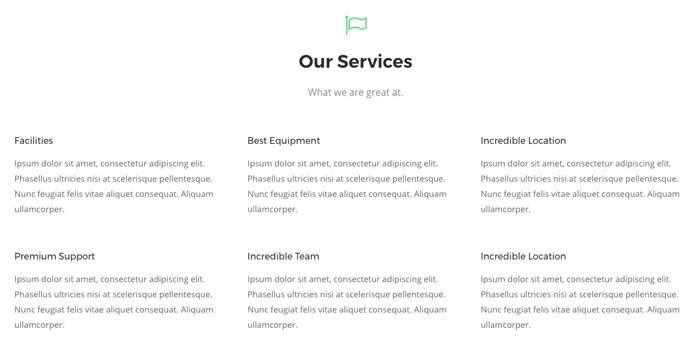 Our Services
What we are great at.
Facilities
Ipsum dolor sit amet, consectetur adipiscing elit.
Phasellus ultricies nisi at scelerisque pellentesque.
Nunc feugiat felis vitae aliquet consequat. Aliquam
ullamcorper.
Best Equipment
Ipsum dolor sit amet, consectetur adipiscing elit.
Phasellus ultricies nisi at scelerisque pellentesque.
Nunc feugiat felis vitae aliquet consequat. Aliquam
ullamcorper.
Incredible Location
Ipsum dolor sit amet, consectetur adipiscing elit.
Phasellus ultricies nisi at scelerisque pellentesque.
Nunc feugiat felis vitae aliquet consequat. Aliquam
ullamcorper.
Premium Support
Ipsum dolor sit amet, consectetur adipiscing elit.
Phasellus ultricies nisi at scelerisque pellentesque.
Nunc feugiat felis vitae aliquet consequat. Aliquam
ullamcorper.
Incredible Team
Ipsum dolor sit amet, consectetur adipiscing elit.
Phasellus ultricies nisi at scelerisque pellentesque.
Nunc feugiat felis vitae aliquet consequat. Aliquam
ullamcorper.
Incredible Location
Ipsum dolor sit amet, consectetur adipiscing elit.
Phasellus ultricies nisi at scelerisque pellentesque.
Nunc feugiat felis vitae aliquet consequat. Aliquam
ullamcorper.